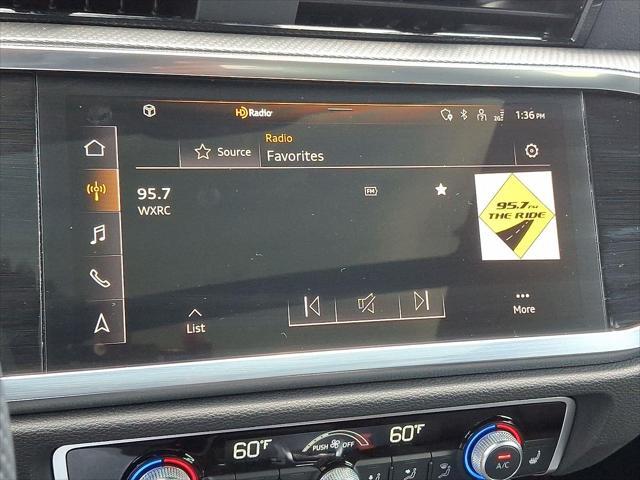 HD Radio
1:36 PM
Radio
Source Favorites
95.7
WXRC
FM
95.7 FM
THE RIDE
List
More
60°F PUSH OFF 60°F
A/C